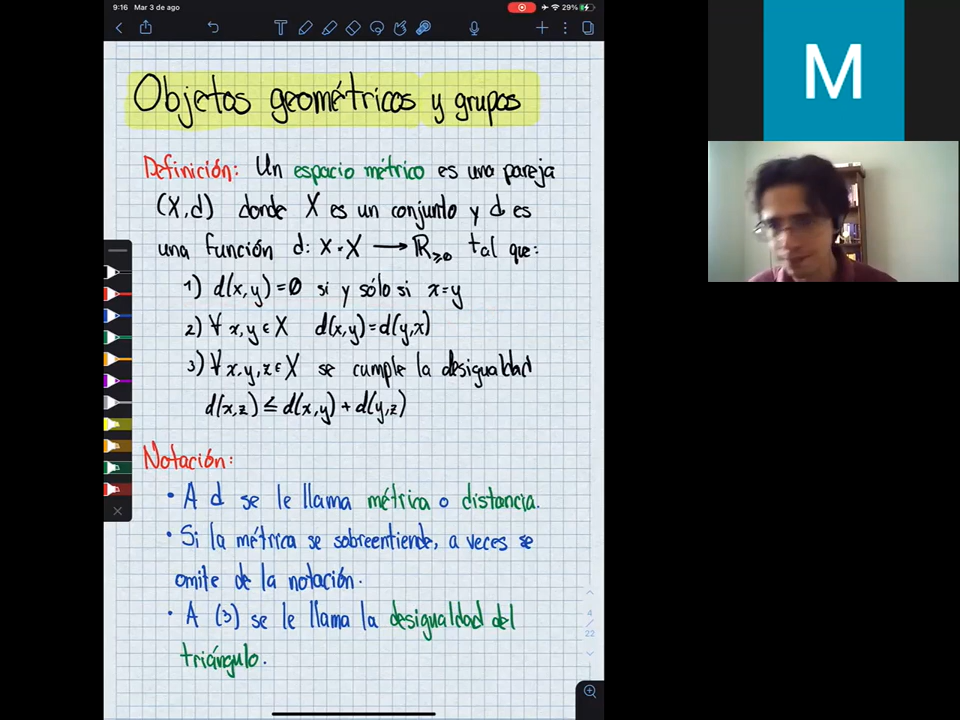 9:16 Mar 3 de ago
29%
Objetos geométricos y grupos
Definición: Un espacio métrico es una pareja
(X,d) donde X es un conjunto y d es
una función d: X × X → ℝ≥0 tal que:
1) d(x,y)=0 si y sólo si x=y
2) ∀ x,y ∈ X d(x,y)=d(y,x)
3) ∀ x,y,z ∈ X se cumple la desigualdad
d(x,z) ≤ d(x,y) + d(y,z)
Notación:
• A d se le llama métrica o distancia.
• Si la métrica se sobreentiende, a veces se
omite de la notación.
• A (3) se le llama la desigualdad del
triángulo.
4
/
22
M